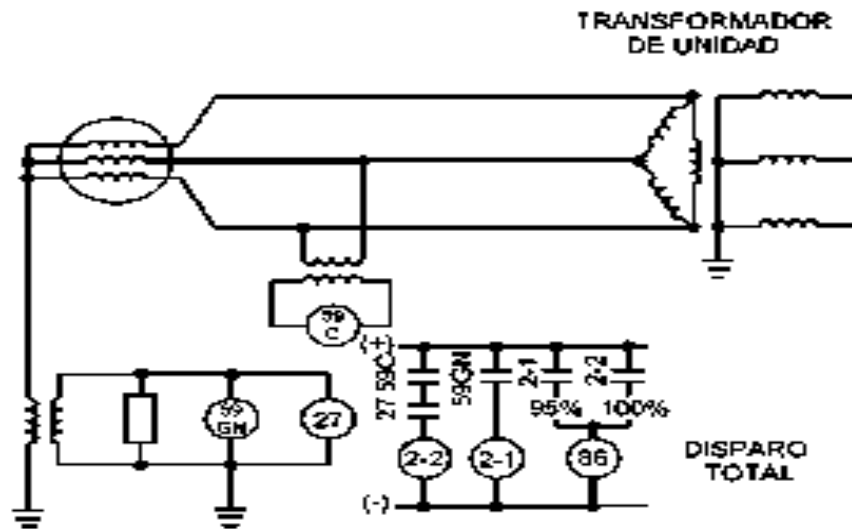 TRANSFORMADOR
DE UNIDAD
59
C
(+)
27 59C
59GN
2-1
2-2
95%
100%
59
GN
27
2-2
2-1
86
DISPARO
TOTAL
(-)